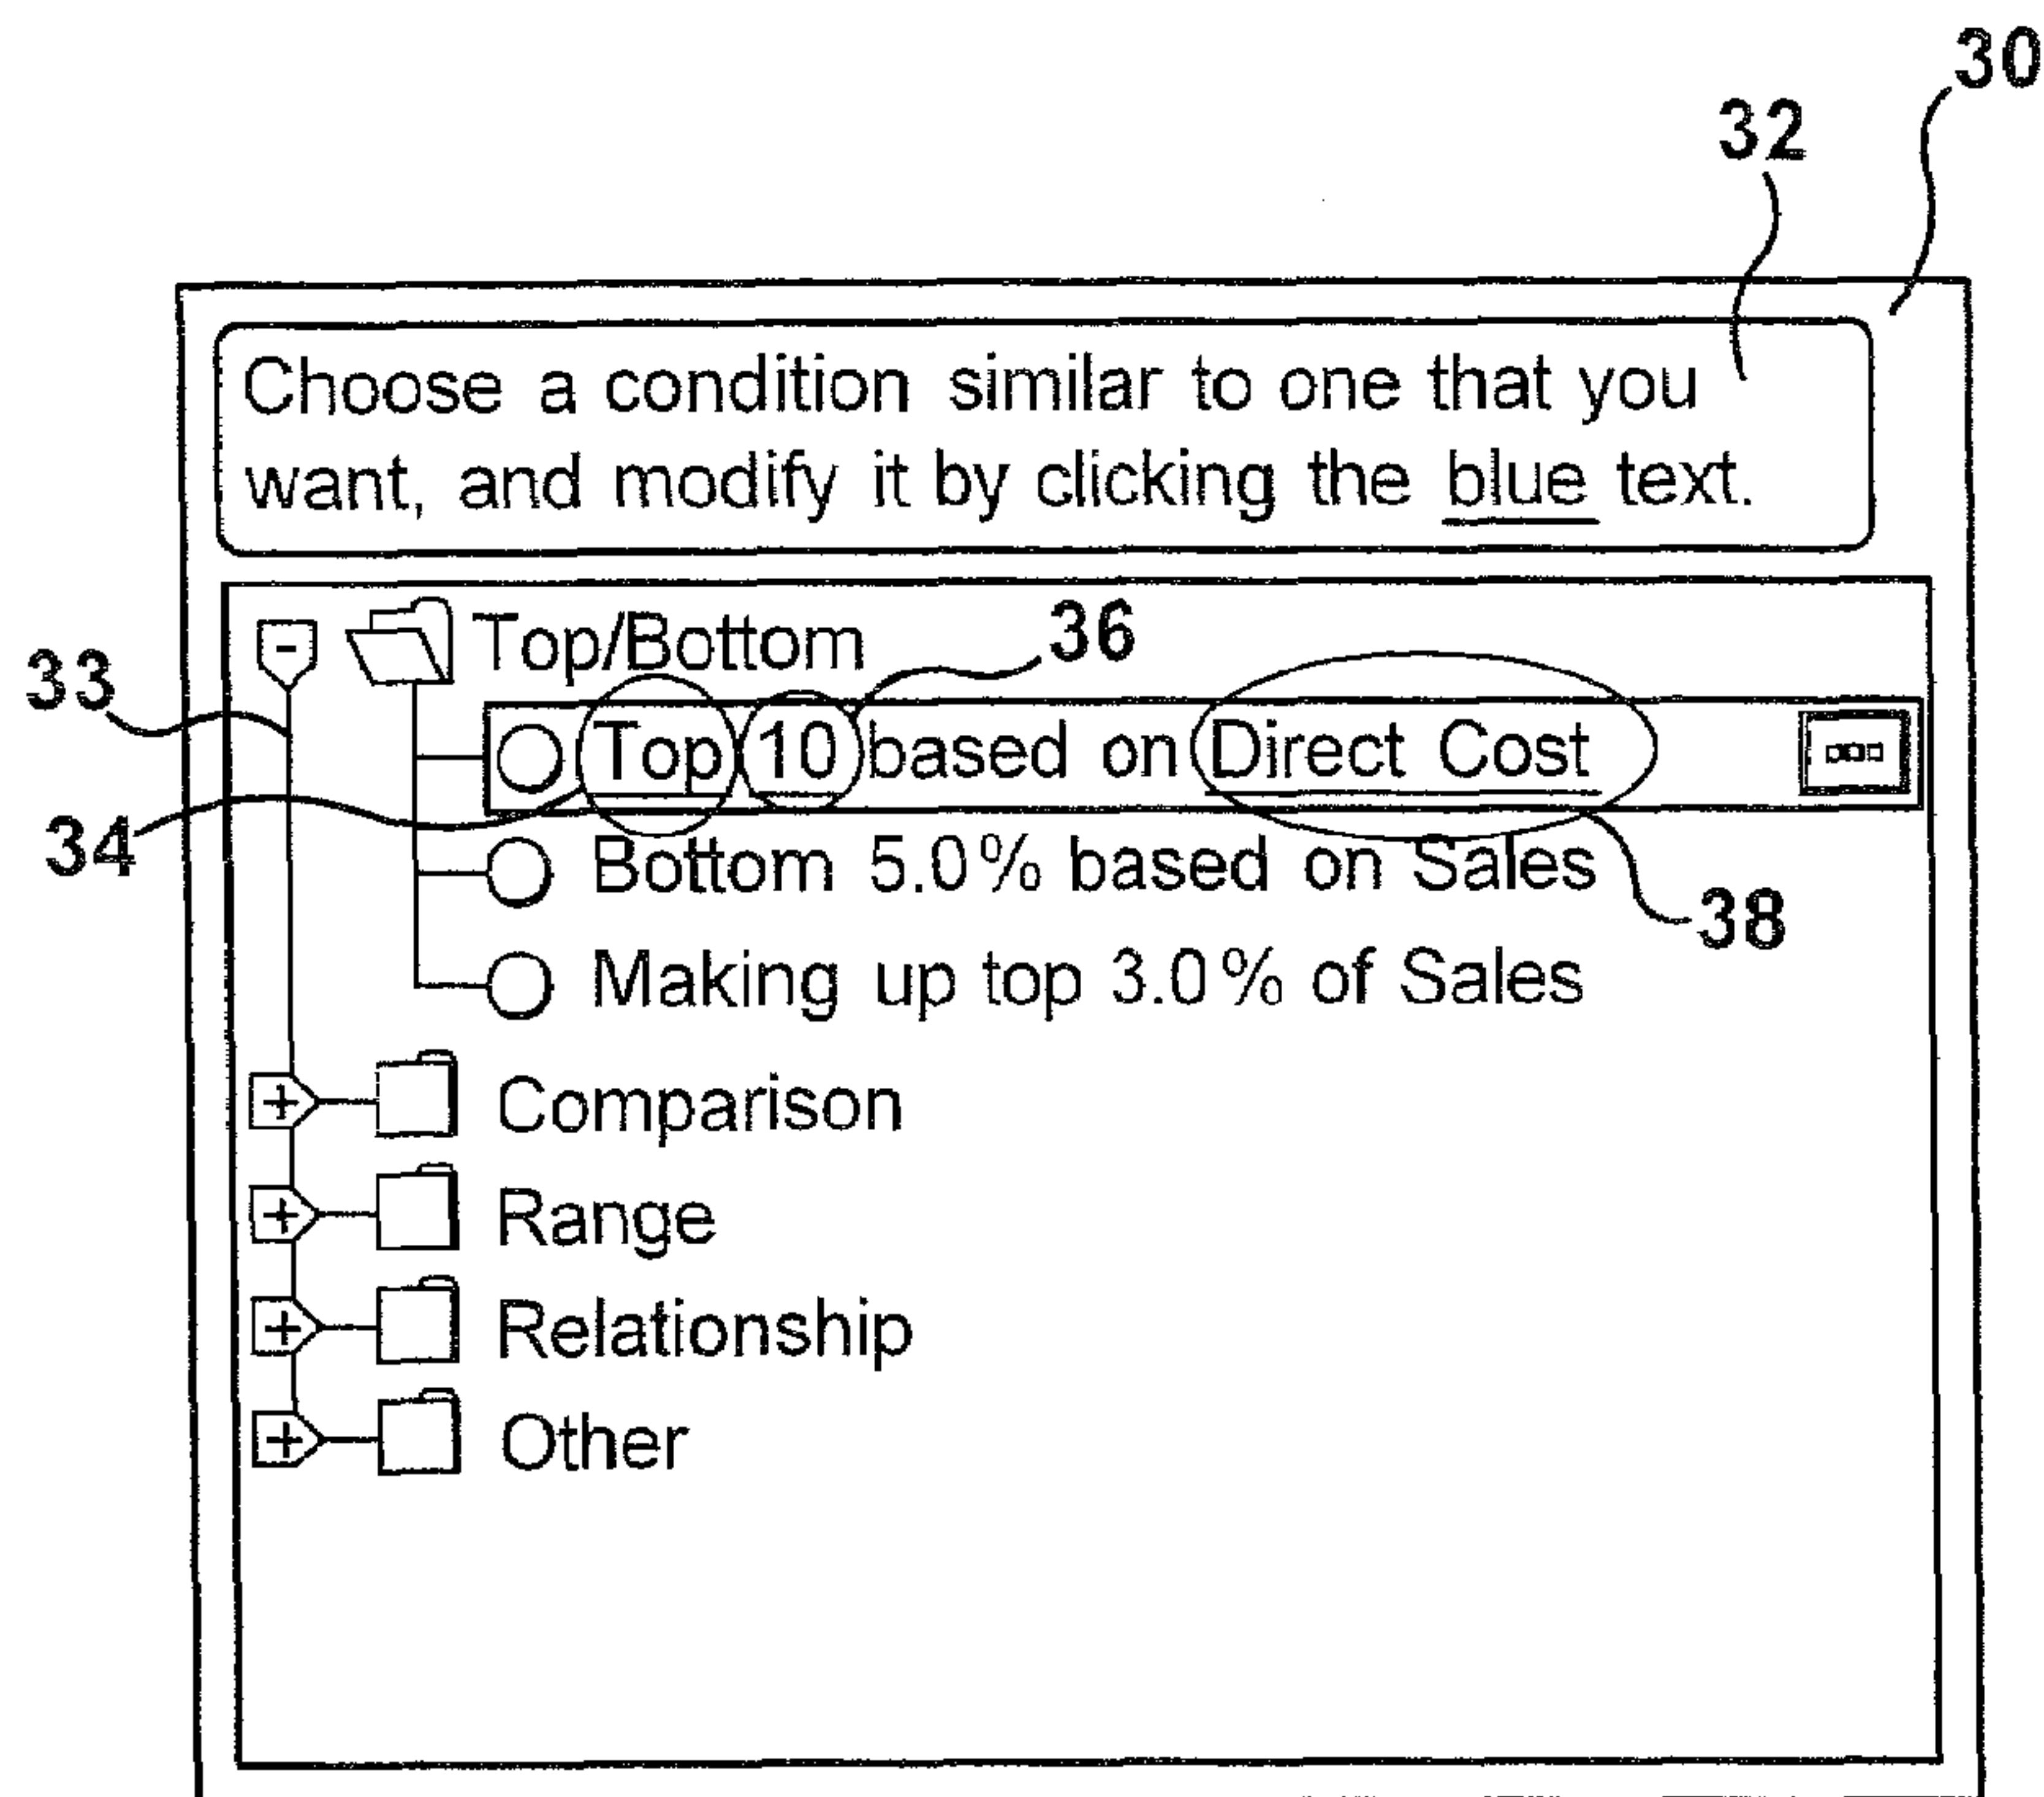 30
32
Choose a condition similar to one that you
want, and modify it by clicking the blue text.
Top/Bottom
36
33
Top 10 based on Direct Cost
34
Bottom 5.0% based on Sales
38
Making up top 3.0% of Sales
Comparison
Range
Relationship
Other